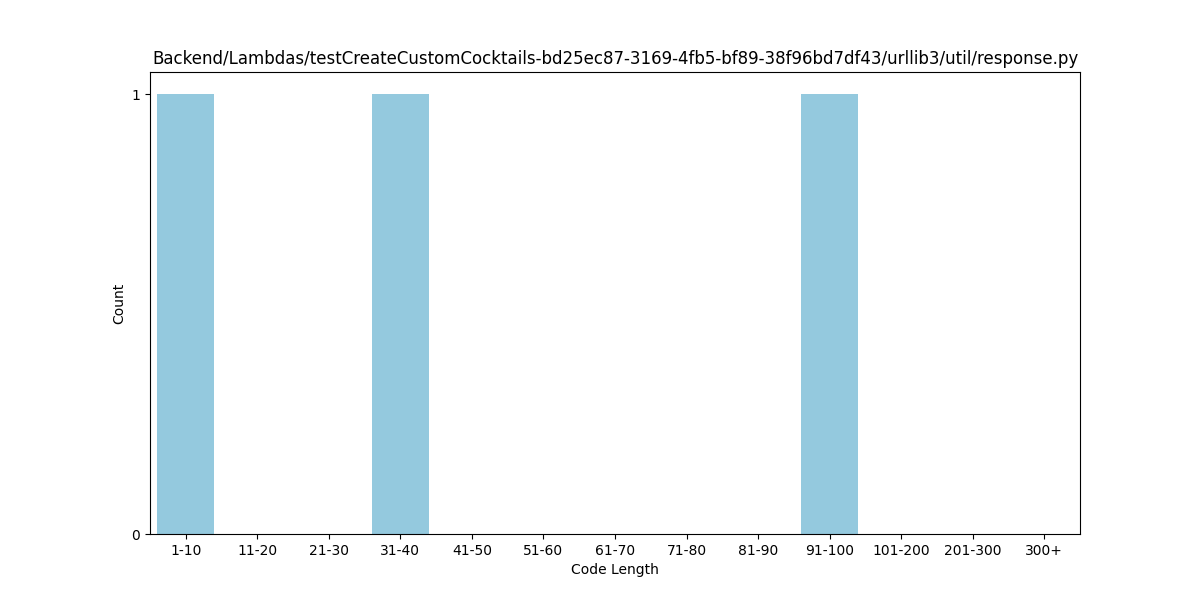 Backend/Lambdas/testCreateCustomCocktails-bd25ec87-3169-4fb5-bf89-38f96bd7df43/urllib3/util/response.py
1
0
Count
1-10 11-20 21-30 31-40 41-50 51-60 61-70 71-80 81-90 91-100 101-200 201-300 300+
Code Length